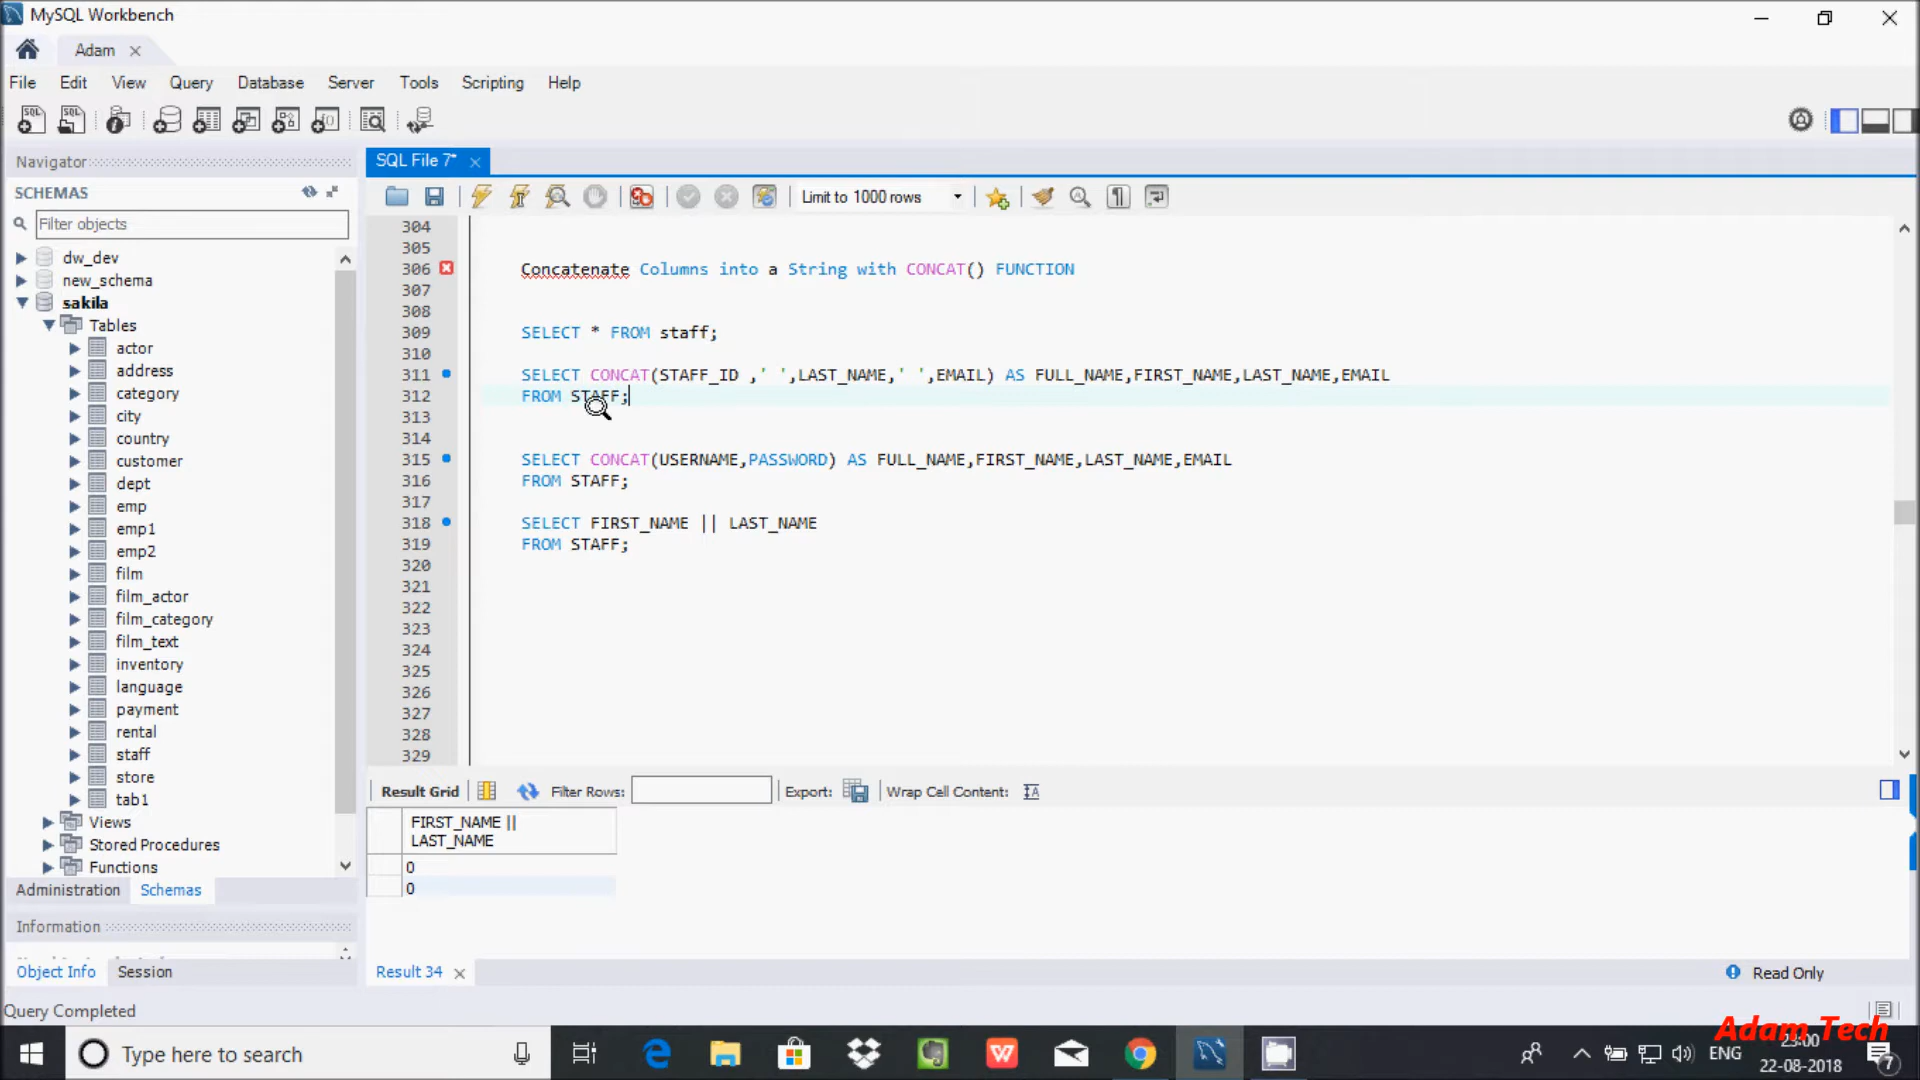 MySQL Workbench
Adam
File Edit View Query Database Server Tools Scripting Help
Navigator
SCHEMAS
Filter objects
dw_dev
new_schema
sakila
Tables
actor
address
category
city
country
customer
dept
emp
emp1
emp2
film
film_actor
film_category
film_text
inventory
language
payment
rental
staff
store
tab1
Views
Stored Procedures
Functions
Administration Schemas
Information
Object Info Session
SQL File 7*
Limit to 1000 rows
304
305
306 Concatenate Columns into a String with CONCAT() FUNCTION
307
308
309 SELECT * FROM staff;
310
311 SELECT CONCAT(STAFF_ID ,' ',LAST_NAME,' ',EMAIL) AS FULL_NAME,FIRST_NAME,LAST_NAME,EMAIL
312 FROM STAFF;
313
314
315 SELECT CONCAT(USERNAME,PASSWORD) AS FULL_NAME,FIRST_NAME,LAST_NAME,EMAIL
316 FROM STAFF;
317
318 SELECT FIRST_NAME || LAST_NAME
319 FROM STAFF;
320
321
322
323
324
325
326
327
328
329
Result Grid Filter Rows: Export: Wrap Cell Content:
FIRST_NAME ||
LAST_NAME
0
0
Result 34
Read Only
Query Completed
Adam Tech
Type here to search
ENG
23:00
22-08-2018
7